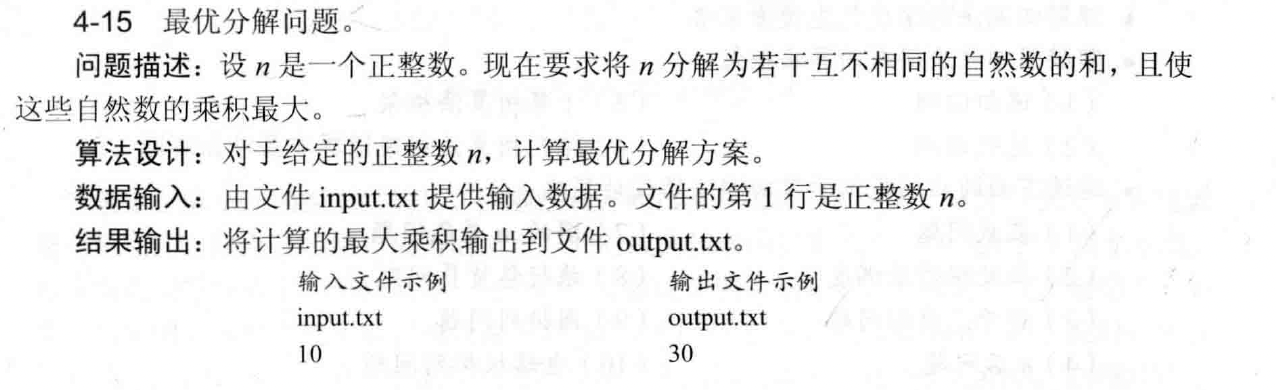 4-15 最优分解问题。
问题描述：设 n 是一个正整数。现在要求将 n 分解为若干互不相同的自然数的和，且使
这些自然数的乘积最大。
算法设计：对于给定的正整数 n，计算最优分解方案。
数据输入：由文件 input.txt 提供输入数据。文件的第 1 行是正整数 n。
结果输出：将计算的最大乘积输出到文件 output.txt。
输入文件示例 输出文件示例
input.txt output.txt
10 30